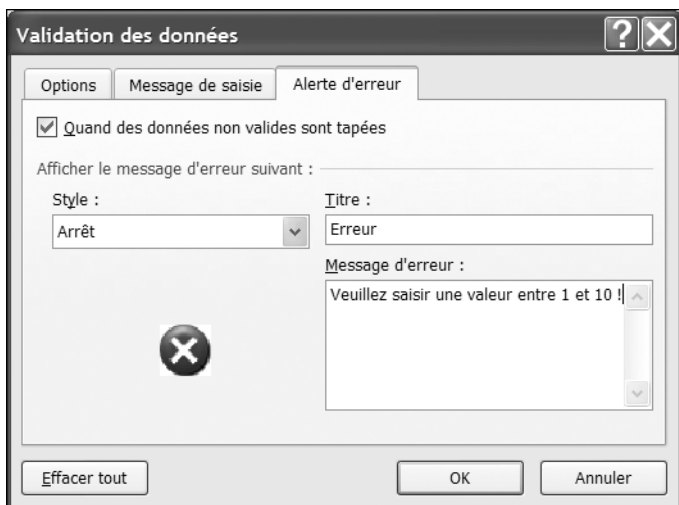 Validation des données
Options Message de saisie Alerte d'erreur
Quand des données non valides sont tapées
Afficher le message d'erreur suivant :
Style : Titre :
Arrêt Erreur
Message d'erreur :
Veuillez saisir une valeur entre 1 et 10 !
Effacer tout OK Annuler